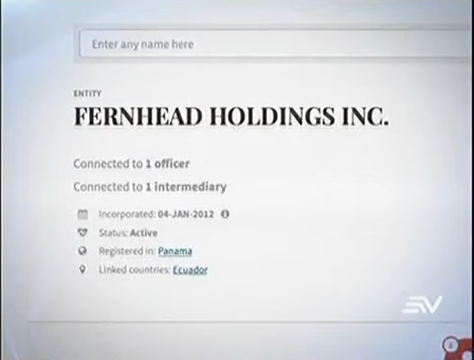 Enter any name here
ENTITY
FERNHEAD HOLDINGS INC.
Connected to 1 officer
Connected to 1 intermediary
Incorporated: 04-JAN-2012
Status: Active
Registered in: Panama
Linked countries: Ecuador